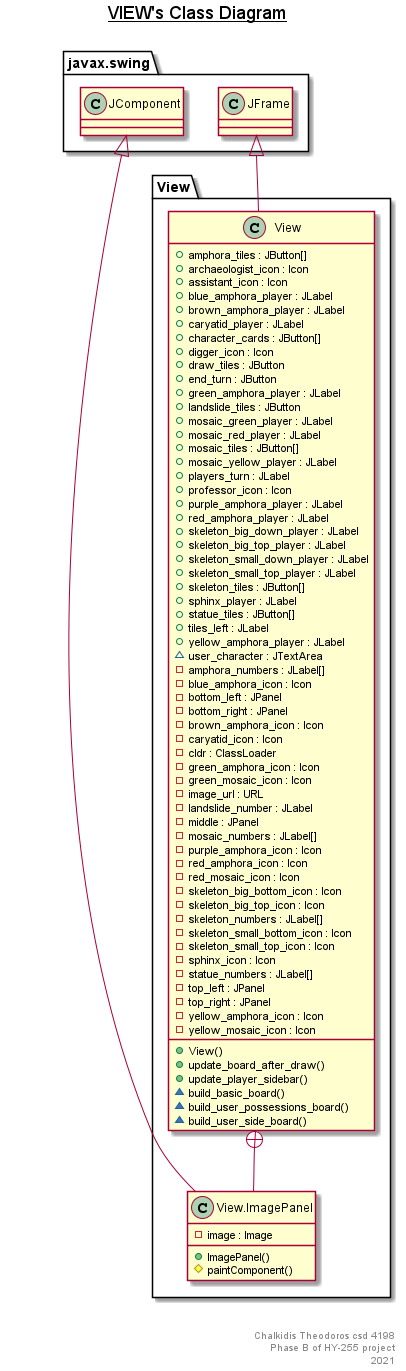 VIEW's Class Diagram
javax.swing
C JComponent
C JFrame
View
C View
amphora_tiles : JButton[]
archaeologist_icon : Icon
assistant_icon : Icon
blue_amphora_player : JLabel
brown_amphora_player : JLabel
caryatid_player : JLabel
character_cards : JButton[]
digger_icon : Icon
draw_tiles : JButton
end_turn : JButton
green_amphora_player : JLabel
landslide_tiles : JButton
mosaic_green_player : JLabel
mosaic_red_player : JLabel
mosaic_tiles : JButton[]
mosaic_yellow_player : JLabel
players_turn : JLabel
professor_icon : Icon
purple_amphora_player : JLabel
red_amphora_player : JLabel
skeleton_big_down_player : JLabel
skeleton_big_top_player : JLabel
skeleton_small_down_player : JLabel
skeleton_small_top_player : JLabel
skeleton_tiles : JButton[]
sphinx_player : JLabel
statue_tiles : JButton[]
tiles_left : JLabel
yellow_amphora_player : JLabel
user_character : JTextArea
amphora_numbers : JLabel[]
blue_amphora_icon : Icon
bottom_left : JPanel
bottom_right : JPanel
brown_amphora_icon : Icon
caryatid_icon : Icon
cldr : ClassLoader
green_amphora_icon : Icon
green_mosaic_icon : Icon
image_url : URL
landslide_number : JLabel
middle : JPanel
mosaic_numbers : JLabel[]
purple_amphora_icon : Icon
red_amphora_icon : Icon
red_mosaic_icon : Icon
skeleton_big_bottom_icon : Icon
skeleton_big_top_icon : Icon
skeleton_numbers : JLabel[]
skeleton_small_bottom_icon : Icon
skeleton_small_top_icon : Icon
sphinx_icon : Icon
statue_numbers : JLabel[]
top_left : JPanel
top_right : JPanel
yellow_amphora_icon : Icon
yellow_mosaic_icon : Icon
View()
update_board_after_draw()
update_player_sidebar()
build_basic_board()
build_user_possessions_board()
build_user_side_board()
C View.ImagePanel
image : Image
ImagePanel()
paintComponent()
Chalkidis Theodoros csd 4198
Phase B of HY-255 project
2021